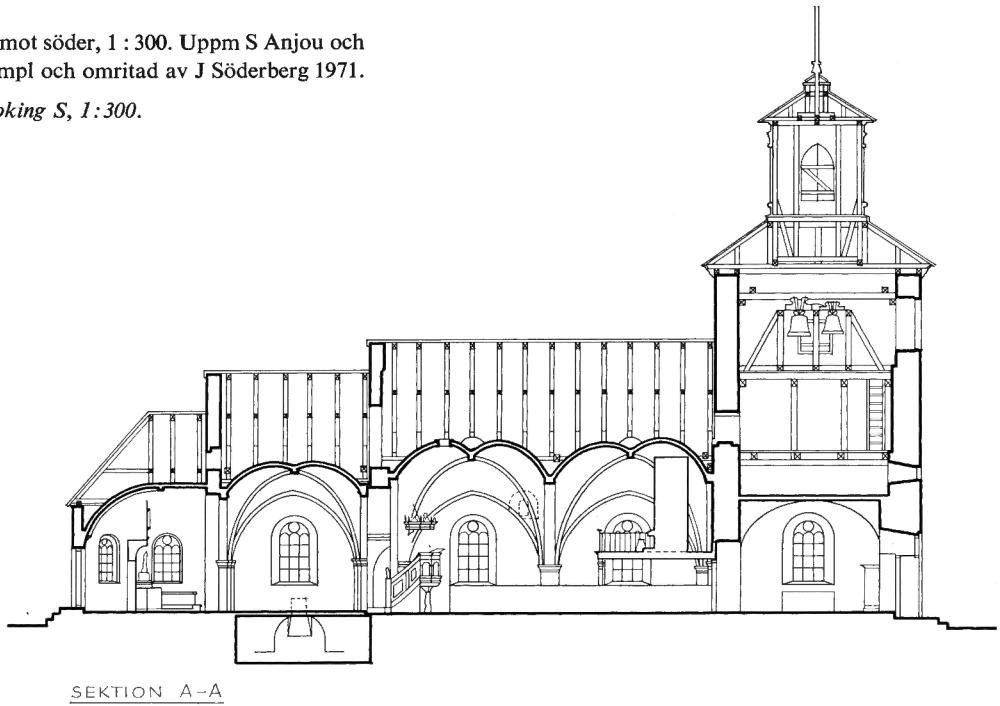 mot söder, 1 : 300. Uppm S Anjou och
mpl och omritad av J Söderberg 1971.
oking S, 1:300.
SEKTION A-A